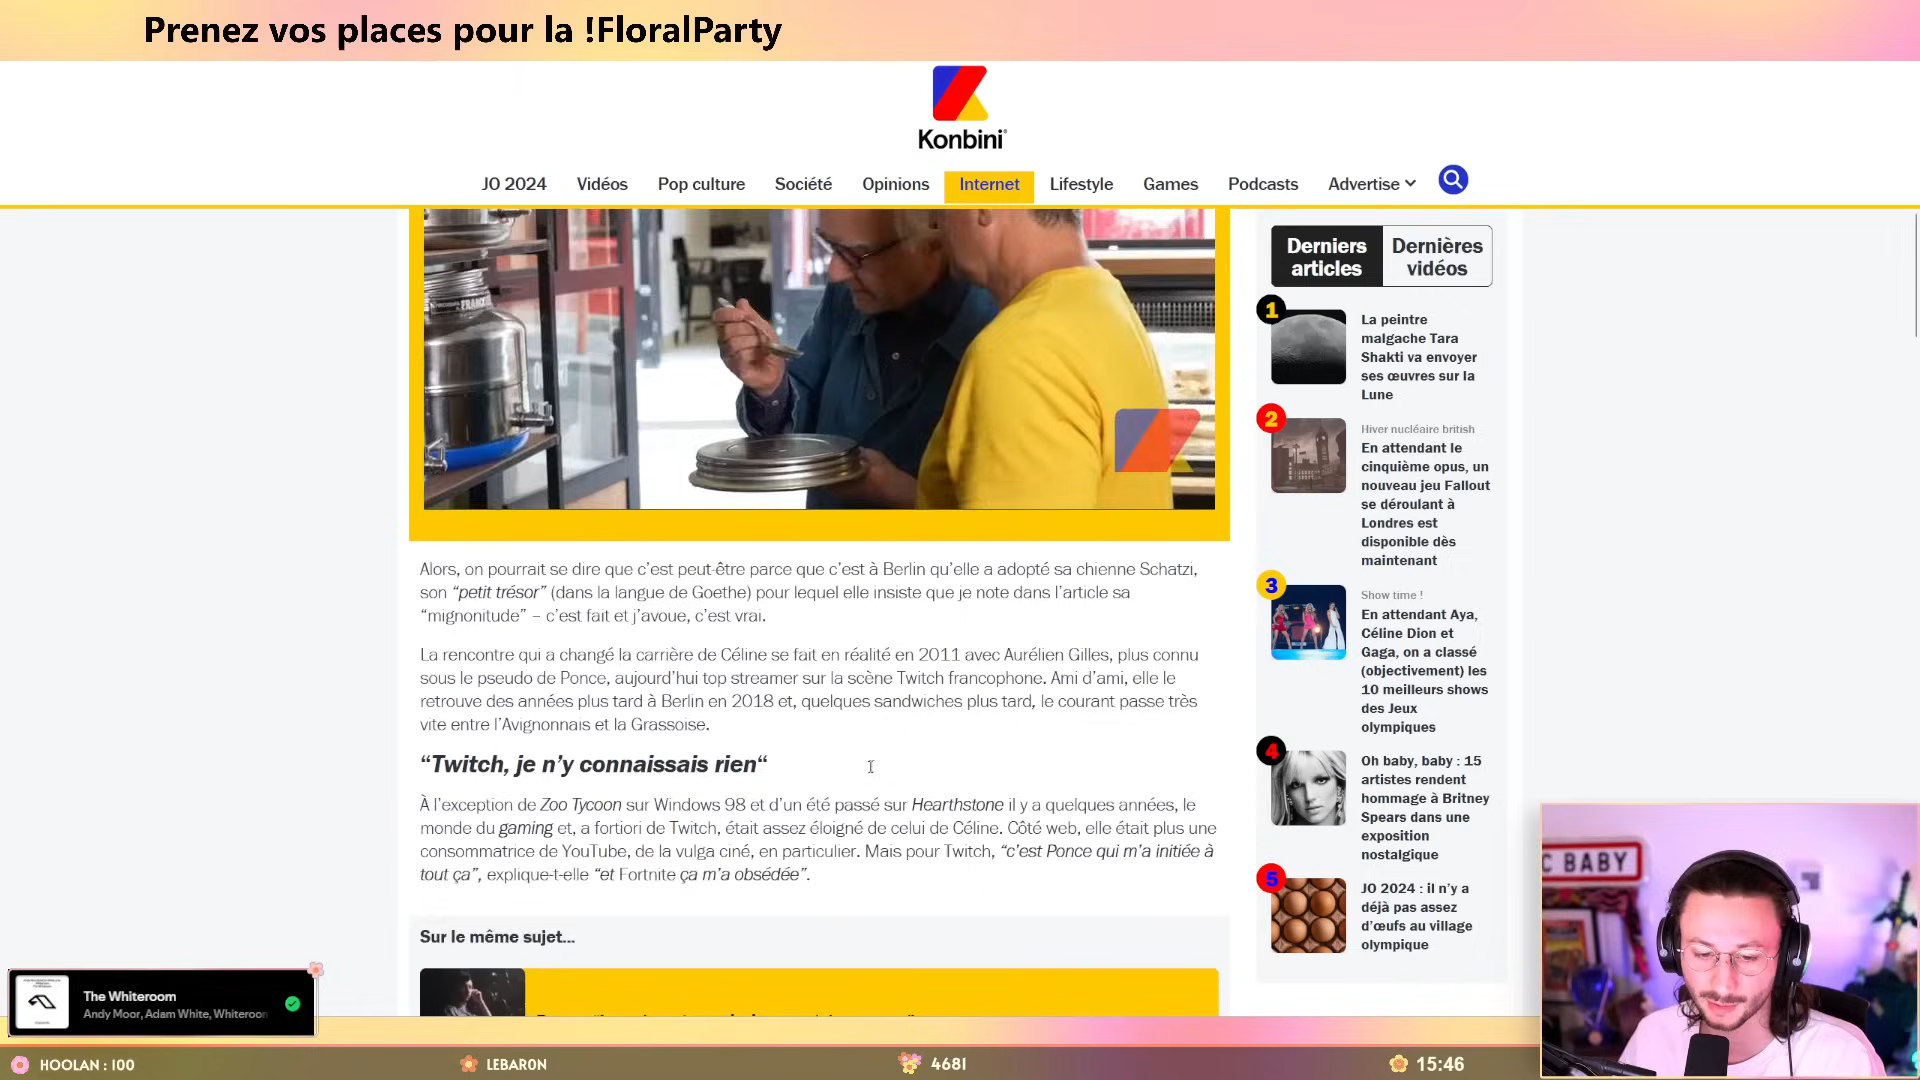 Prenez vos places pour la !FloralParty
Konbini
JO 2024
Vidéos
Pop culture
Société
Opinions
Internet
Lifestyle
Games
Podcasts
Advertise
FRANCE
Alors, on pourrait se dire que c’est peut-être parce que c’est à Berlin qu’elle a adopté sa chienne Schatzi,
son “petit trésor” (dans la langue de Goethe) pour lequel elle insiste que je note dans l’article sa
“mignonitude” – c’est fait et j’avoue, c’est vrai.
La rencontre qui a changé la carrière de Céline se fait en réalité en 2011 avec Aurélien Gilles, plus connu
sous le pseudo de Ponce, aujourd’hui top streamer sur la scène Twitch francophone. Ami d’ami, elle le
retrouve des années plus tard à Berlin en 2018 et, quelques sandwiches plus tard, le courant passe très
vite entre l’Avignonnais et la Grassoise.
“Twitch, je n’y connaissais rien“
À l’exception de Zoo Tycoon sur Windows 98 et d’un été passé sur Hearthstone il y a quelques années, le
monde du gaming et, a fortiori de Twitch, était assez éloigné de celui de Céline. Côté web, elle était plus une
consommatrice de YouTube, de la vulga ciné, en particulier. Mais pour Twitch, “c’est Ponce qui m’a initiée à
tout ça”, explique-t-elle “et Fortnite ça m’a obsédée”.
Sur le même sujet...
Derniers
articles
Dernières
vidéos
1
La peintre
malgache Tara
Shakti va envoyer
ses œuvres sur la
Lune
2
Hiver nucléaire british
En attendant le
cinquième opus, un
nouveau jeu Fallout
se déroulant à
Londres est
disponible dès
maintenant
3
Show time !
En attendant Aya,
Céline Dion et
Gaga, on a classé
(objectivement) les
10 meilleurs shows
des Jeux
olympiques
4
Oh baby, baby : 15
artistes rendent
hommage à Britney
Spears dans une
exposition
nostalgique
5
JO 2024 : il n’y a
déjà pas assez
d’œufs au village
olympique
C BABY
The Whiteroom
Andy Moor, Adam White, Whiteroom
HOOLAN : 100
LEBARON
4681
15:46